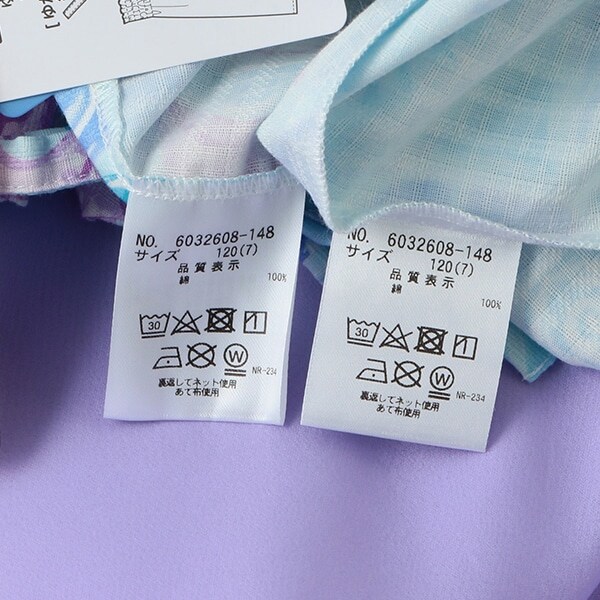 NO. 6032608-148
サイズ 120(7)
品質表示
綿 100%
30
W
NR-234
裏返してネット使用
あて布使用
NO. 6032608-148
サイズ 120(7)
品質表示
綿 100%
30
W
NR-234
裏返してネット使用
あて布使用